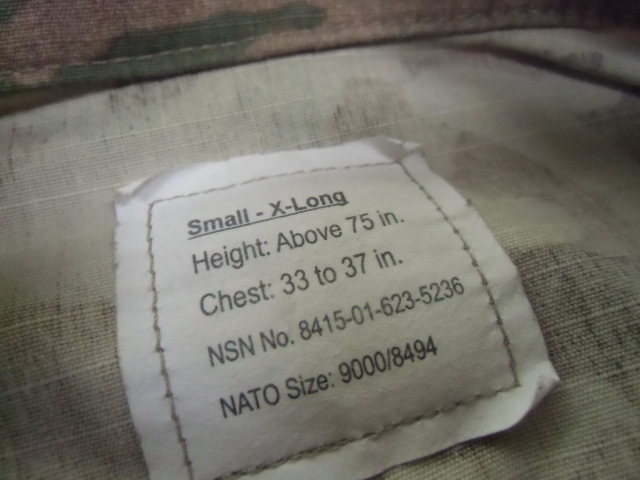 Small - X-Long
Height: Above 75 in.
Chest: 33 to 37 in.
NSN No. 8415-01-623-5236
NATO Size: 9000/8494